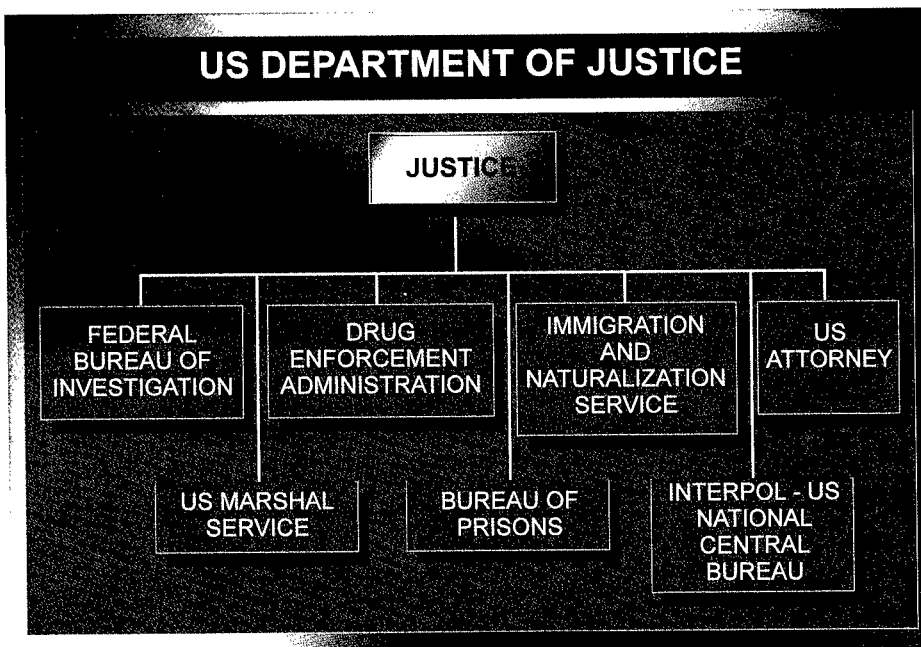 US DEPARTMENT OF JUSTICE
JUSTICE
FEDERAL
BUREAU OF
INVESTIGATION
DRUG
ENFORCEMENT
ADMINISTRATION
IMMIGRATION
AND
NATURALIZATION
SERVICE
US
ATTORNEY
US MARSHAL
SERVICE
BUREAU OF
PRISONS
INTERPOL - US
NATIONAL
CENTRAL
BUREAU